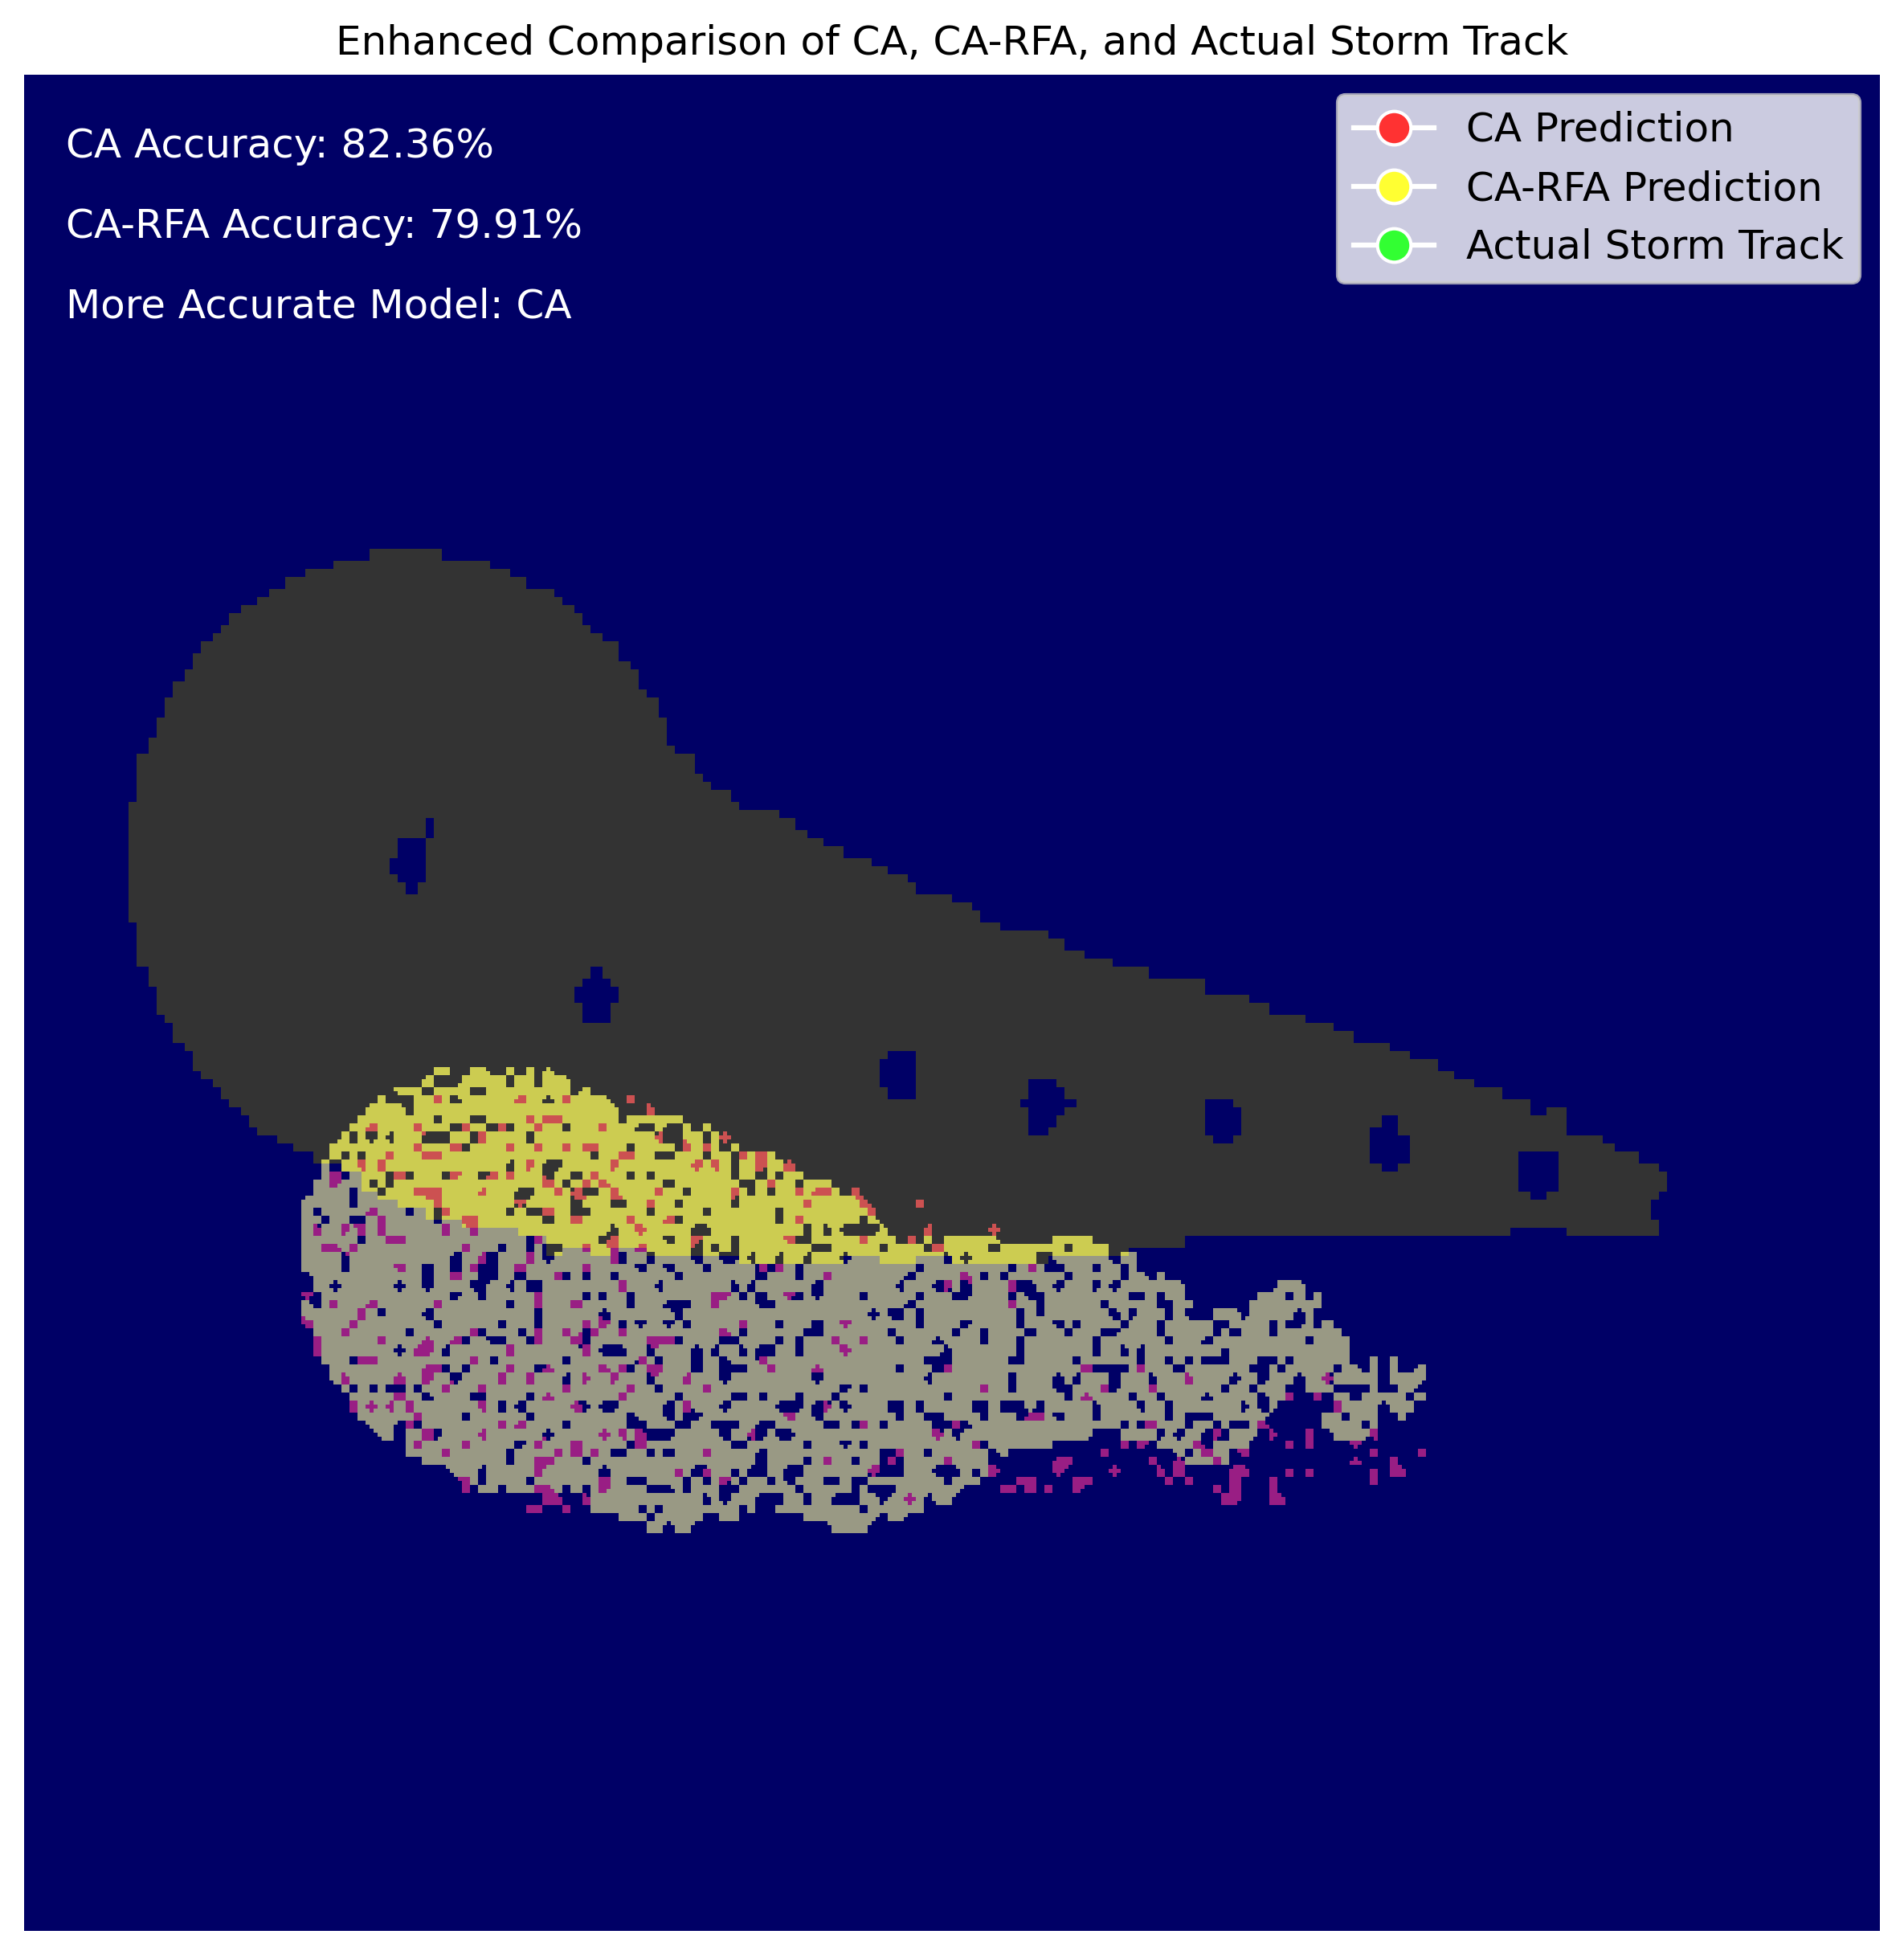 Enhanced Comparison of CA, CA-RFA, and Actual Storm Track
CA Accuracy: 82.36%
CA-RFA Accuracy: 79.91%
More Accurate Model: CA
CA Prediction
CA-RFA Prediction
Actual Storm Track